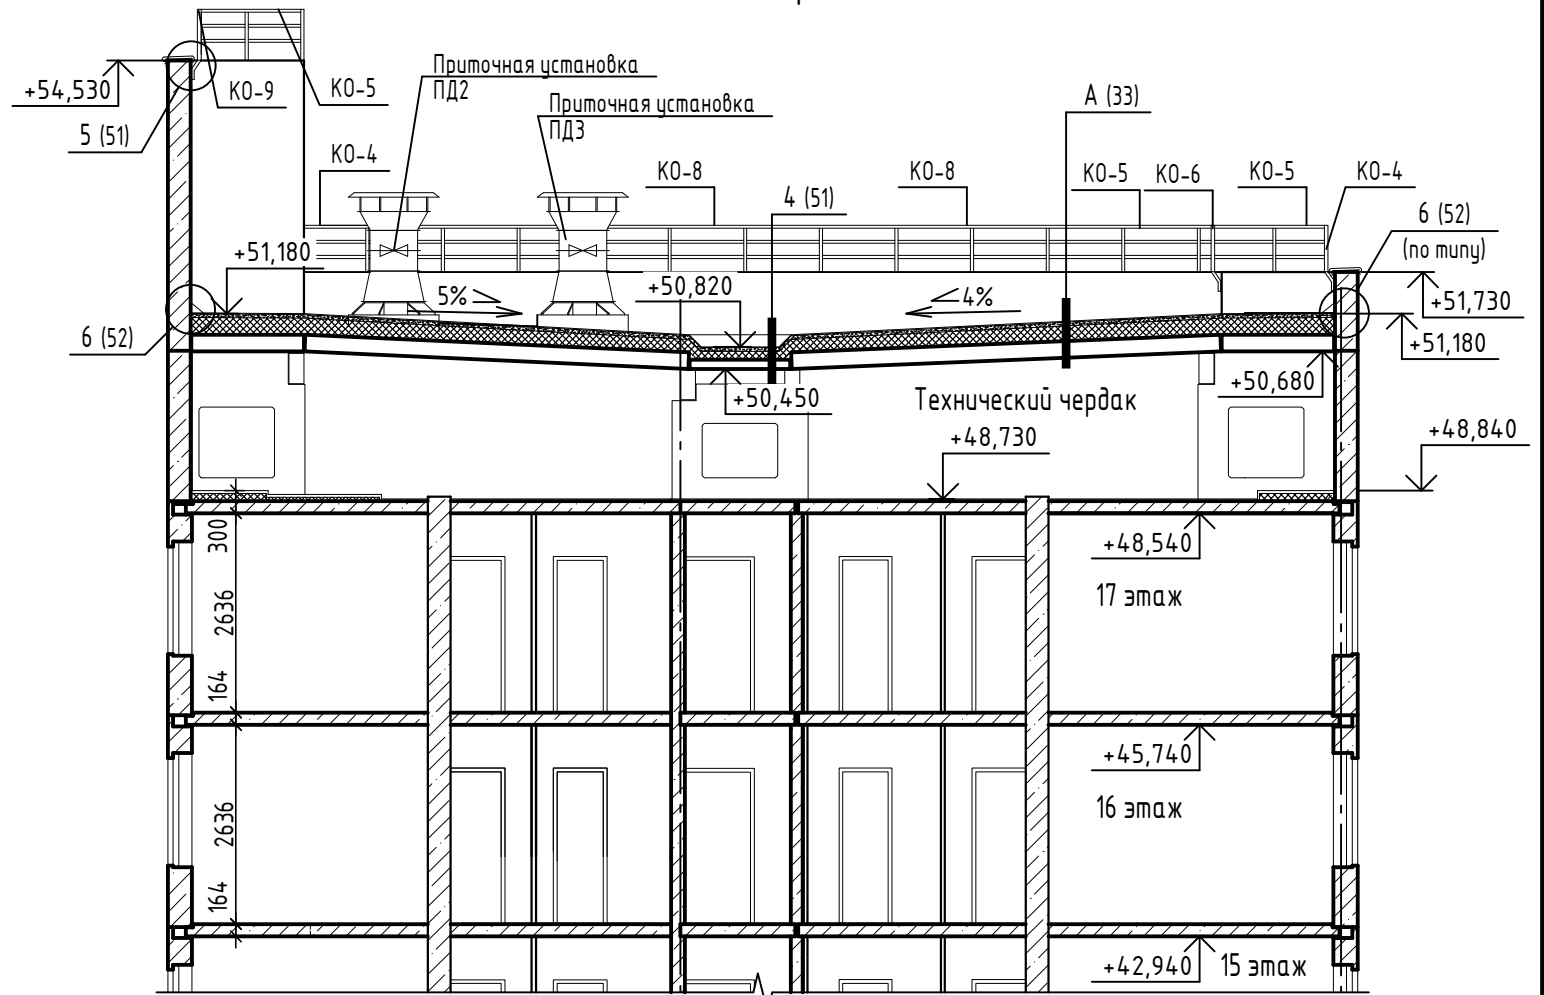 +54,530
5 (51)
КО-9
КО-5
Приточная установка
ПД2
Приточная установка
ПД3
А (33)
КО-4
КО-8
4 (51)
КО-8
КО-5
КО-6
КО-5
КО-4
6 (52)
(по типу)
+51,180
5%
+50,820
4%
+51,730
6 (52)
+51,180
+50,450
+50,680
Технический чердак
+48,730
+48,840
300
+48,540
17 этаж
2636
164
+45,740
16 этаж
2636
164
+42,940
15 этаж